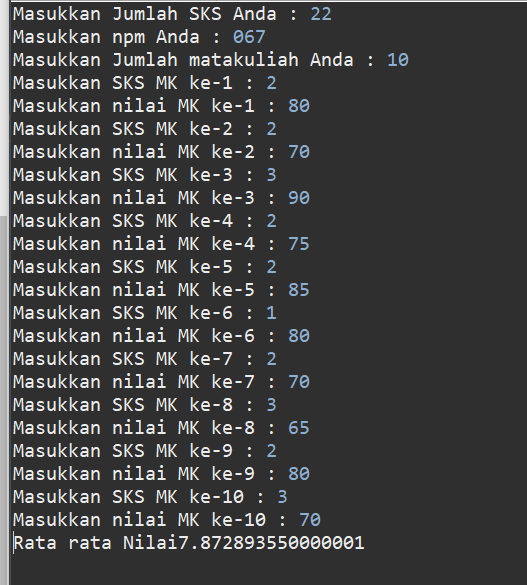 Masukkan Jumlah SKS Anda : 22
Masukkan npm Anda : 067
Masukkan Jumlah matakuliah Anda : 10
Masukkan SKS MK ke-1 : 2
Masukkan nilai MK ke-1 : 80
Masukkan SKS MK ke-2 : 2
Masukkan nilai MK ke-2 : 70
Masukkan SKS MK ke-3 : 3
Masukkan nilai MK ke-3 : 90
Masukkan SKS MK ke-4 : 2
Masukkan nilai MK ke-4 : 75
Masukkan SKS MK ke-5 : 2
Masukkan nilai MK ke-5 : 85
Masukkan SKS MK ke-6 : 1
Masukkan nilai MK ke-6 : 80
Masukkan SKS MK ke-7 : 2
Masukkan nilai MK ke-7 : 70
Masukkan SKS MK ke-8 : 3
Masukkan nilai MK ke-8 : 65
Masukkan SKS MK ke-9 : 2
Masukkan nilai MK ke-9 : 80
Masukkan SKS MK ke-10 : 3
Masukkan nilai MK ke-10 : 70
Rata rata Nilai7.872893550000001